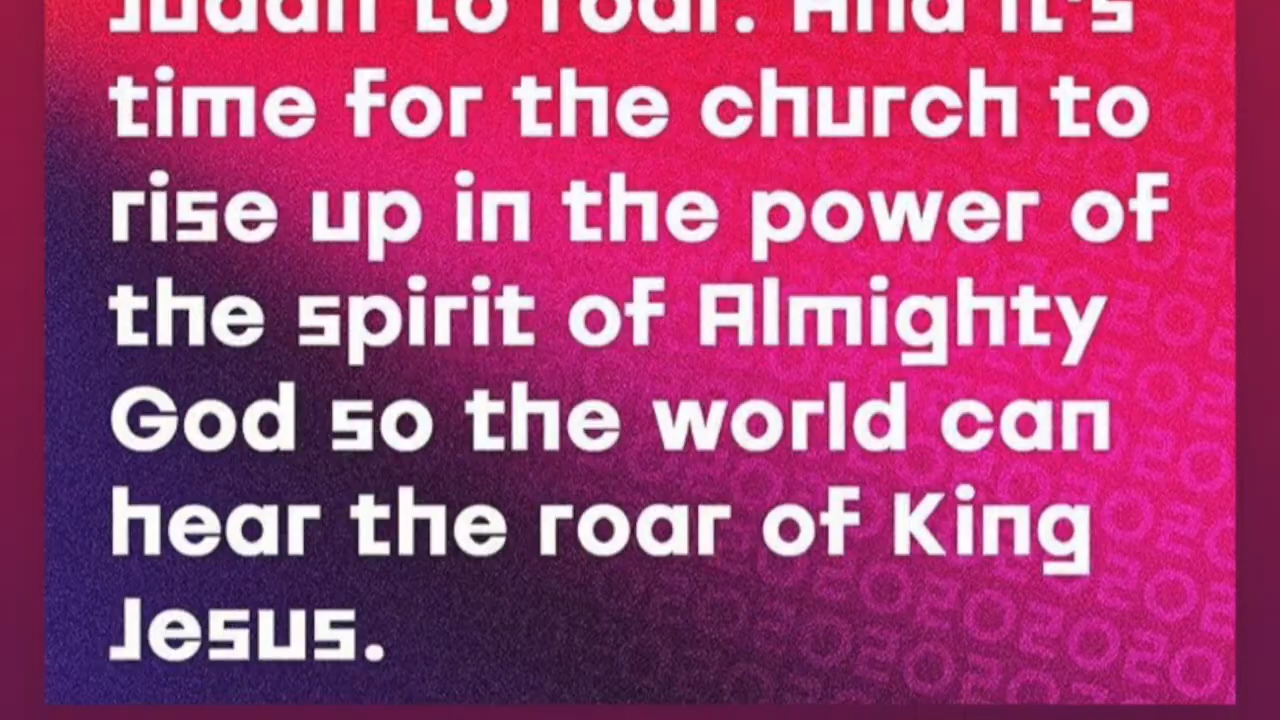 Judah to roar. And it's
time for the church to
rise up in the power of
the spirit of Almighty
God so the world can
hear the roar of King
Jesus.